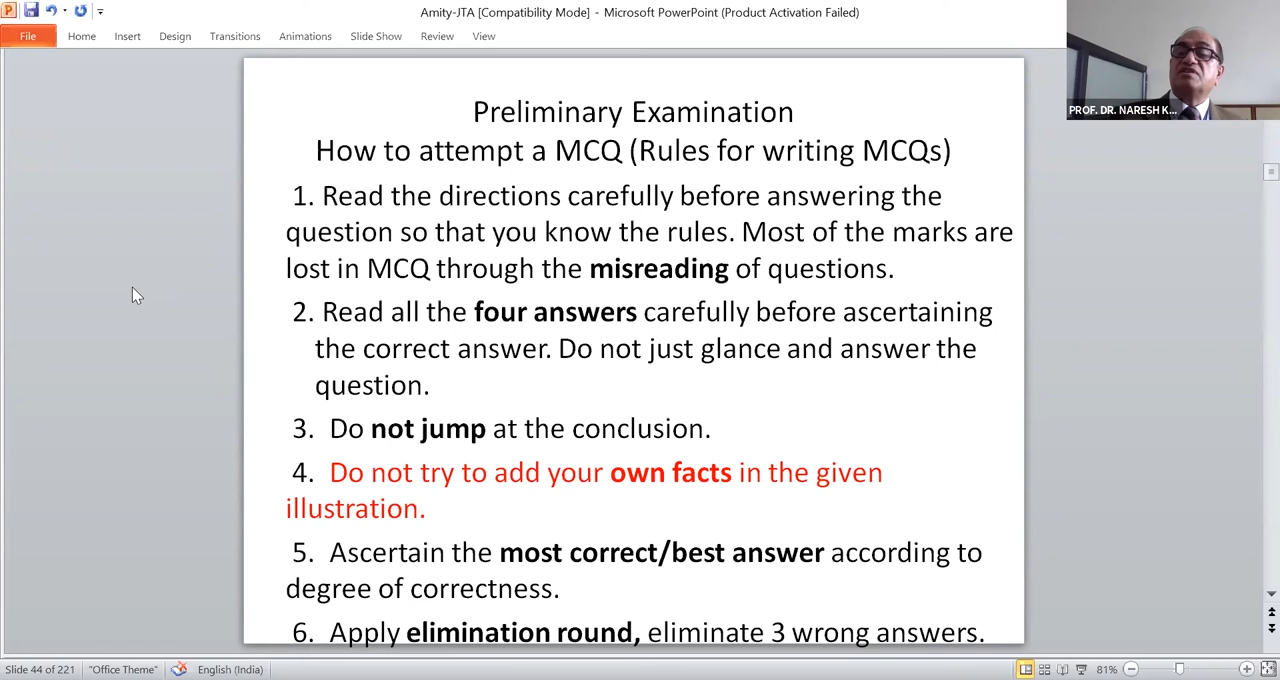 Amity-JTA [Compatibility Mode] - Microsoft PowerPoint (Product Activation Failed)
File Home Insert Design Transitions Animations Slide Show Review View
PROF. DR. NARESH K...
Preliminary Examination
How to attempt a MCQ (Rules for writing MCQs)
1. Read the directions carefully before answering the
question so that you know the rules. Most of the marks are
lost in MCQ through the misreading of questions.
2. Read all the four answers carefully before ascertaining
the correct answer. Do not just glance and answer the
question.
3. Do not jump at the conclusion.
4. Do not try to add your own facts in the given
illustration.
5. Ascertain the most correct/best answer according to
degree of correctness.
6. Apply elimination round, eliminate 3 wrong answers.
Slide 44 of 221 "Office Theme" English (India) 81%